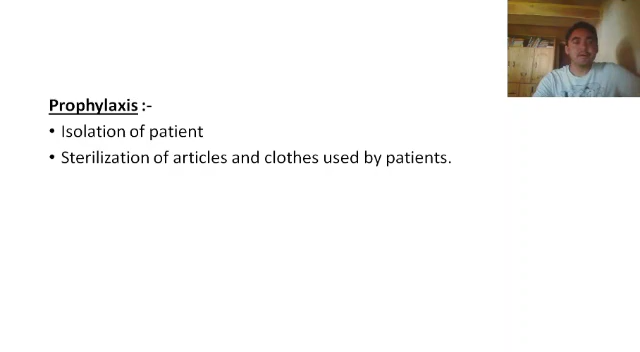 Prophylaxis :-
• Isolation of patient
• Sterilization of articles and clothes used by patients.